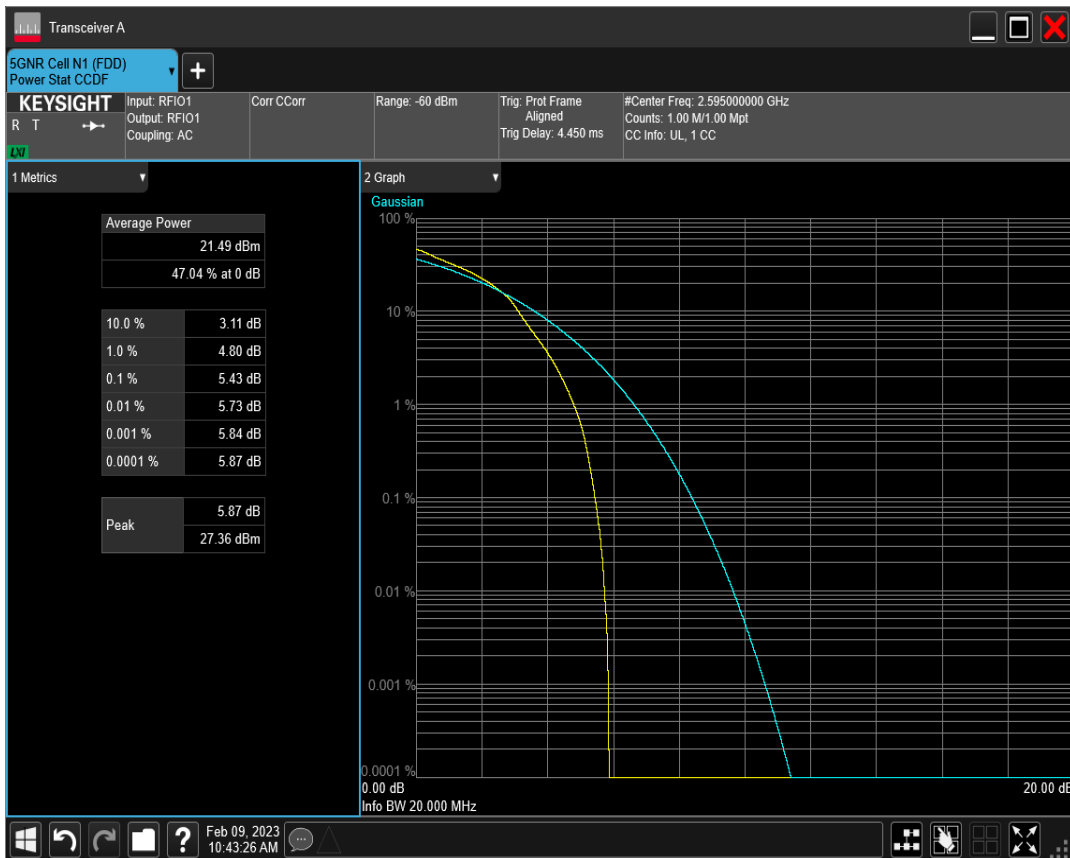 Transceiver A
5GNR Cell N1 (FDD)
Power Stat CCDF
+
KEYSIGHT
R T
LXI
Input: RFIO1
Output: RFIO1
Coupling: AC
Corr CCorr
Range: -60 dBm
Trig: Prot Frame
Aligned
Trig Delay: 4.450 ms
#Center Freq: 2.595000000 GHz
Counts: 1.00 M/1.00 Mpt
CC Info: UL, 1 CC
1 Metrics
Average Power
21.49 dBm
47.04 % at 0 dB
10.0 % 3.11 dB
1.0 % 4.80 dB
0.1 % 5.43 dB
0.01 % 5.73 dB
0.001 % 5.84 dB
0.0001 % 5.87 dB
Peak
5.87 dB
27.36 dBm
2 Graph
Gaussian
100 %
10 %
1 %
0.1 %
0.01 %
0.001 %
0.0001 %
0.00 dB 20.00 dB
Info BW 20.000 MHz
?
Feb 09, 2023
10:43:26 AM